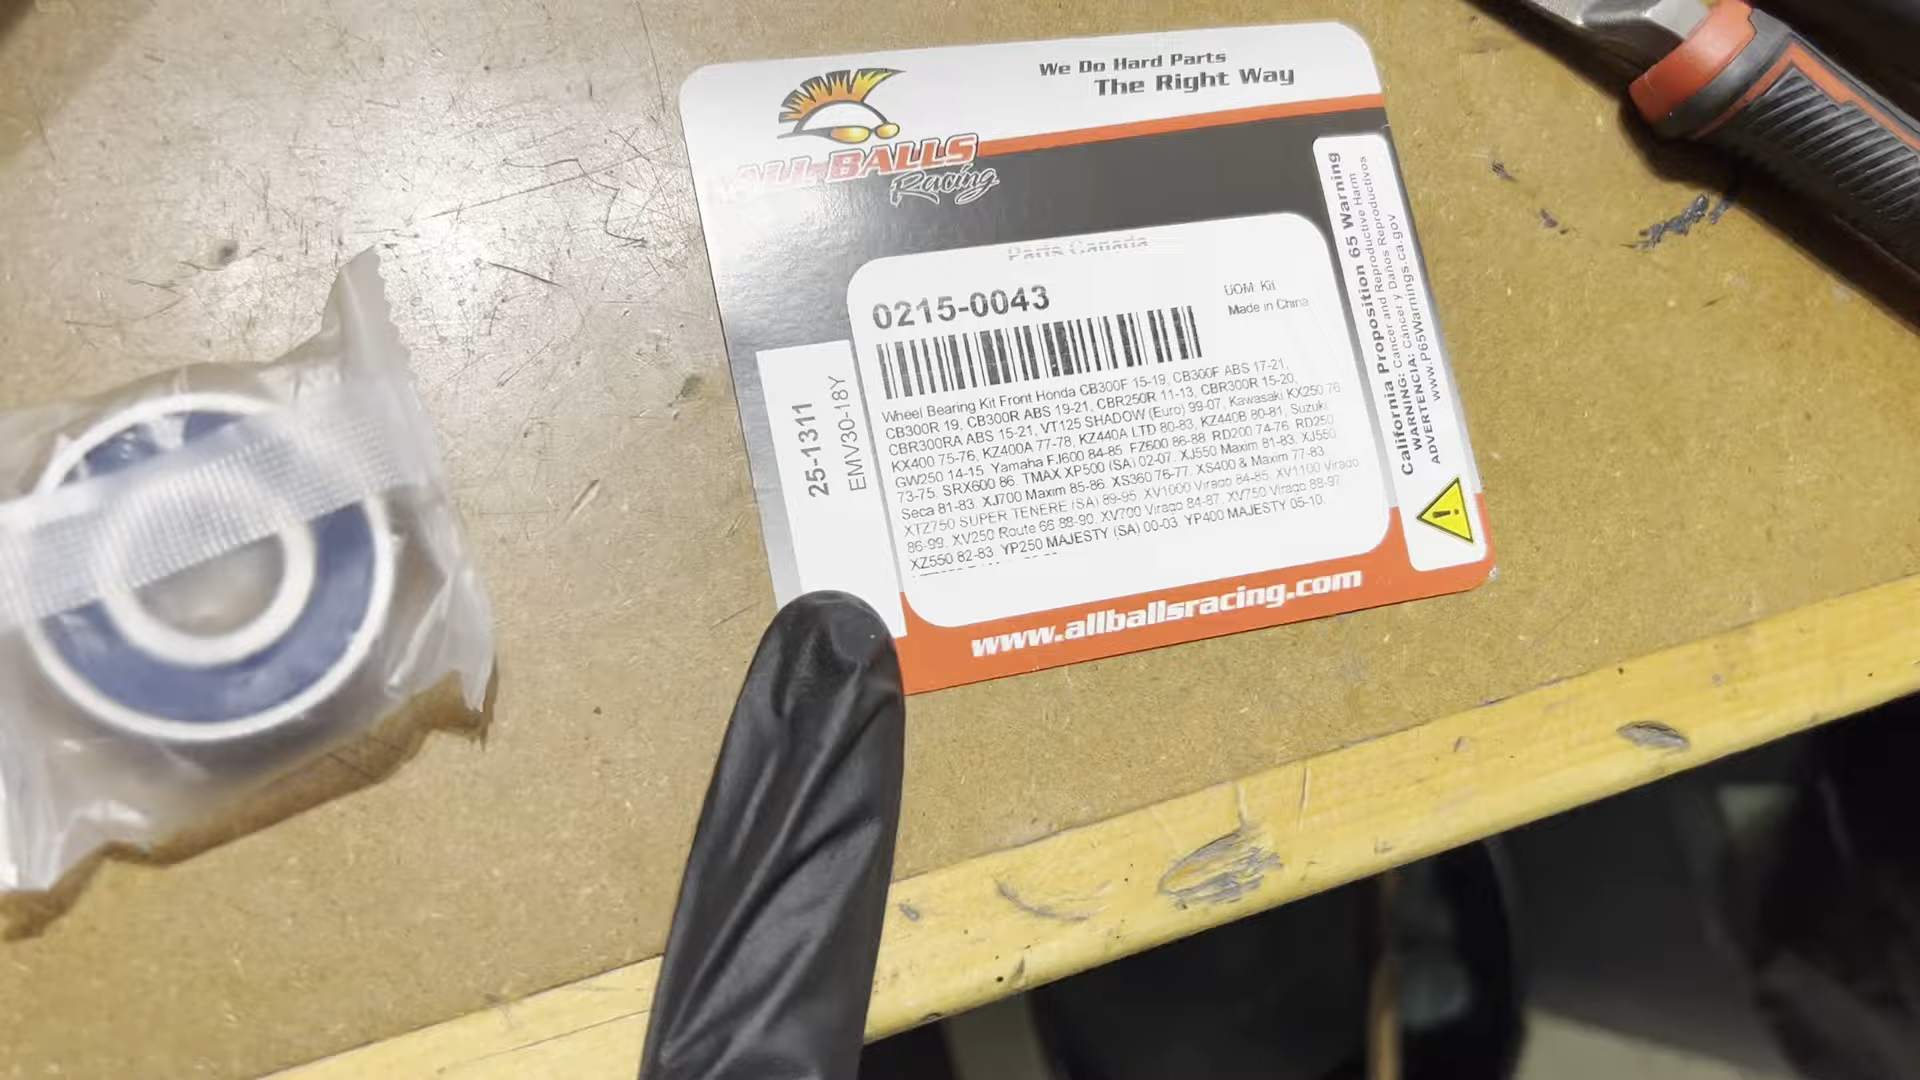 We Do Hard Parts
The Right Way
ALL-BALLS
Racing
Parts Canada
0215-0043
UOM: Kit
Made in China
Wheel Bearing Kit Front Honda CB300F 15-19, CB300F ABS 17-21,
CB300R 19, CB300R ABS 19-21, CBR250R 11-13, CBR300R 15-20,
CBR300RA ABS 15-21, VT125 SHADOW (Euro) 99-07, Kawasaki KX250 76
KX400 75-76, KZ400A 77-78, KZ440A LTD 80-83, KZ440B 80-81, Suzuki
GW250 14-15, Yamaha FJ600 84-85, FZ600 86-88 RD200 74-76 RD250
73-75, SRX600 86, TMAX XP500 (SA) 02-07, XJ550 Maxim 81-83, XJ550
Seca 81-83, XJ700 Maxim 85-86, XS360 76-77, XS400 & Maxim 77-83
XTZ750 SUPER TENERE (SA) 89-95, XV1000 Virago 84-85, XV1100 Virago
86-99, XV250 Route 66 88-90, XV700 Virago 84-87, XV750 Virago 88-97
XZ550 82-83, YP250 MAJESTY (SA) 00-03 YP400 MAJESTY 05-10,
25-1311
EMV30-18Y
California Proposition 65 Warning
WARNING: Cancer and Reproductive Harm
ADVERTENCIA: Cáncer y Daños Reproductivos
www.P65Warnings.ca.gov
www.allballsracing.com